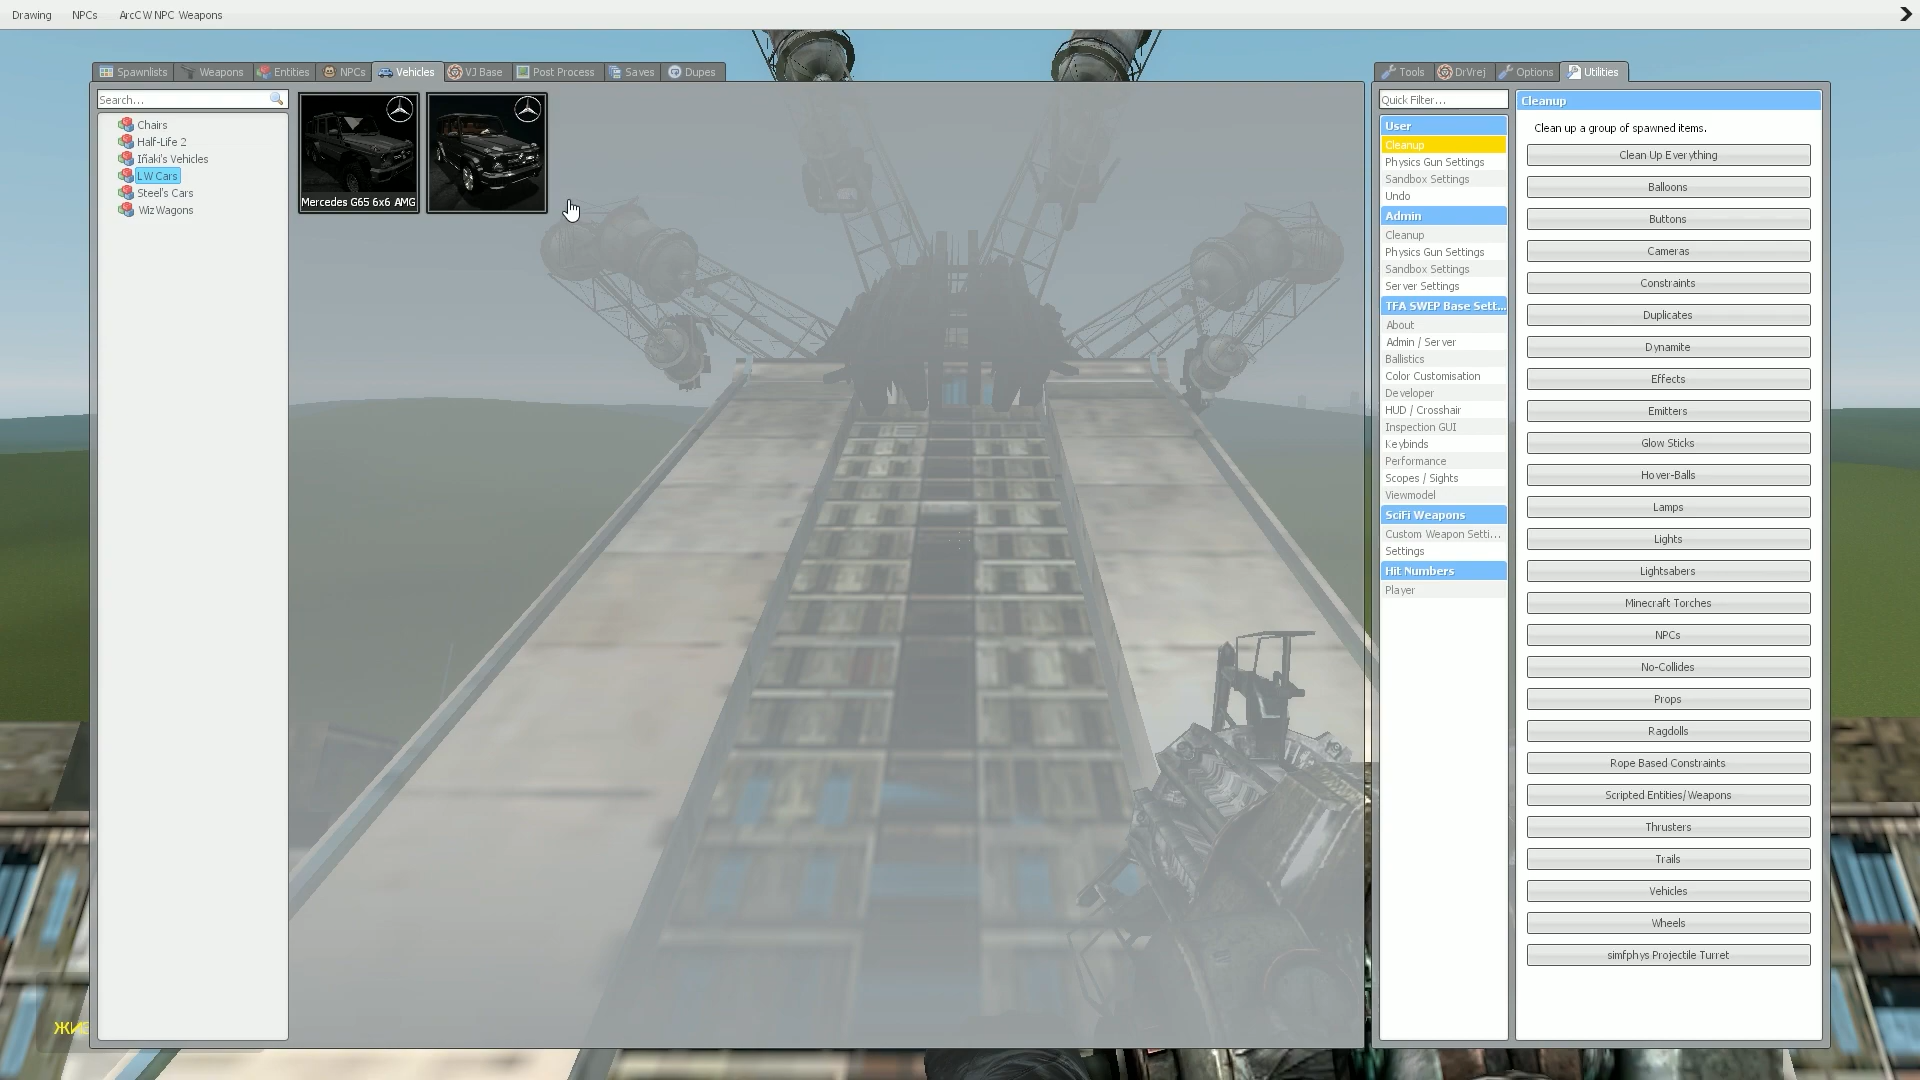 Drawing NPCs ArcCW NPC Weapons
Spawnlists Weapons Entities NPCs Vehicles VJ Base Post Process Saves Dupes
Search...
Chairs
Half-Life 2
Iñaki's Vehicles
LW Cars
Steel's Cars
WizWagons
Mercedes G65 6x6 AMG
Tools DrVrej Options Utilities
Quick Filter...
User
Cleanup
Physics Gun Settings
Sandbox Settings
Undo
Admin
Cleanup
Physics Gun Settings
Sandbox Settings
Server Settings
TFA SWEP Base Sett...
About
Admin / Server
Ballistics
Color Customisation
Developer
HUD / Crosshair
Inspection GUI
Keybinds
Performance
Scopes / Sights
Viewmodel
SciFi Weapons
Custom Weapon Setti...
Settings
Hit Numbers
Player
Cleanup
Clean up a group of spawned items.
Clean Up Everything
Balloons
Buttons
Cameras
Constraints
Duplicates
Dynamite
Effects
Emitters
Glow Sticks
Hover-Balls
Lamps
Lights
Lightsabers
Minecraft Torches
NPCs
No-Collides
Props
Ragdolls
Rope Based Constraints
Scripted Entities/Weapons
Thrusters
Trails
Vehicles
Wheels
simfphys Projectile Turret